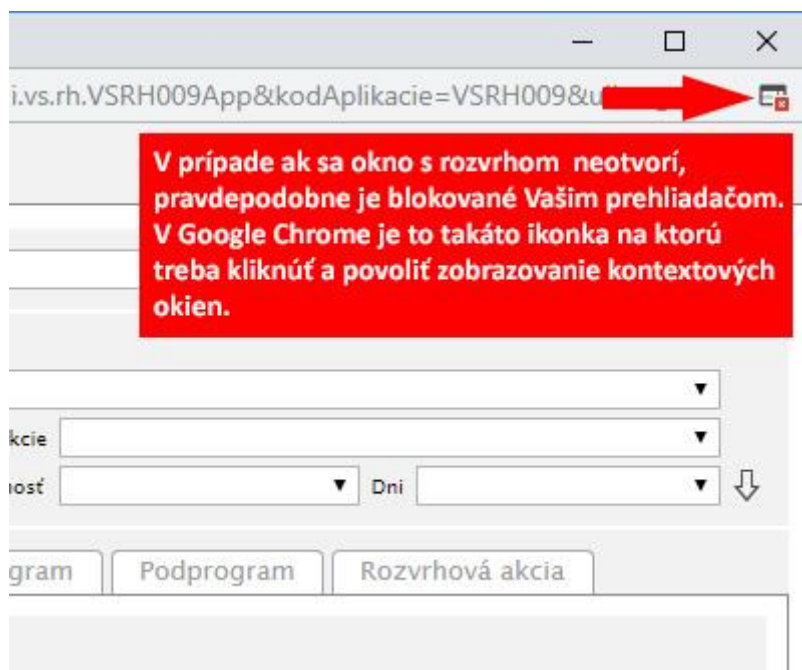 i.vs.rh.VSRH009App&kodAplikacie=VSRH009&u
V prípade ak sa okno s rozvrhom neotvorí,
pravdepodobne je blokované Vašim prehliadačom.
V Google Chrome je to takáto ikonka na ktorú
treba kliknúť a povoliť zobrazovanie kontextových
okien.
kcie
nosť Dni
gram Podprogram Rozvrhová akcia